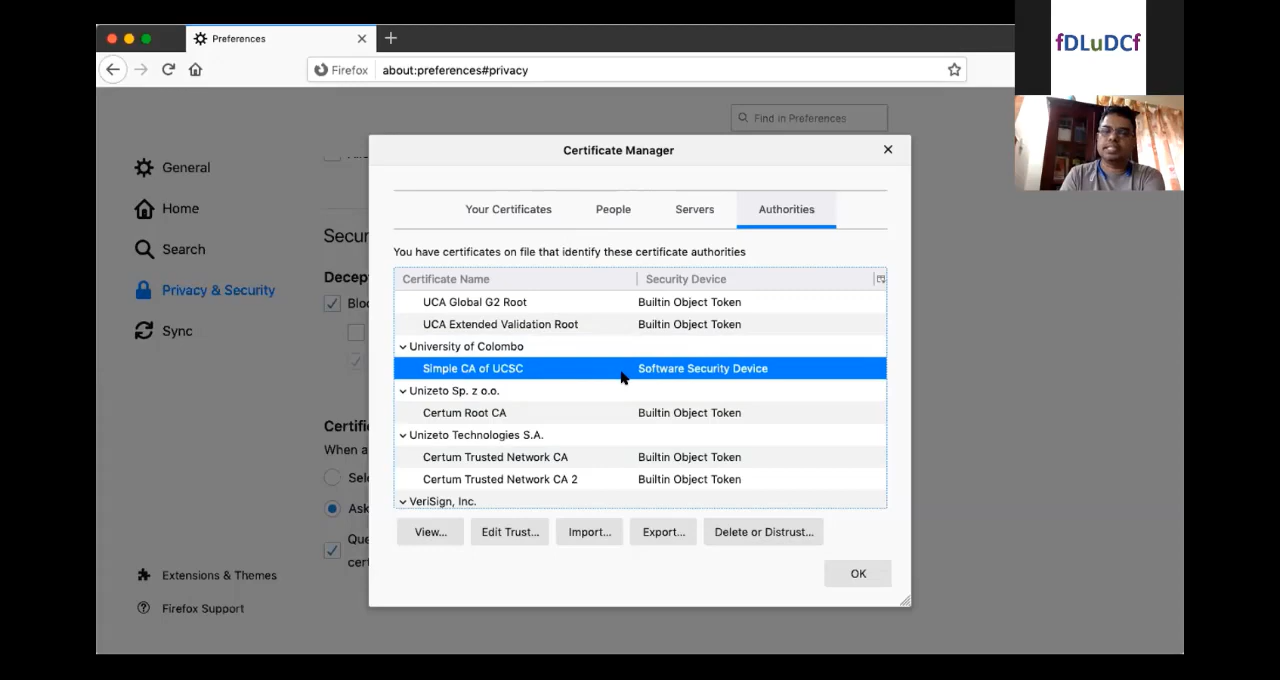 Preferences
fDLuDCf
Firefox
about:preferences#privacy
Find in Preferences
Certificate Manager
General
Home
Your Certificates
People
Servers
Authorities
Secur
Search
You have certificates on file that identify these certificate authorities
Decep
Certificate Name
Security Device
Privacy & Security
Bloc
UCA Global G2 Root
Builtin Object Token
UCA Extended Validation Root
Builtin Object Token
Sync
University of Colombo
Simple CA of UCSC
Software Security Device
Unizeto Sp. z o.o.
Certum Root CA
Builtin Object Token
Certifi
Unizeto Technologies S.A.
When a
Certum Trusted Network CA
Builtin Object Token
Sele
Certum Trusted Network CA 2
Builtin Object Token
VeriSign, Inc.
Ask
View...
Edit Trust...
Import...
Export...
Delete or Distrust...
Que
cert
Extensions & Themes
OK
Firefox Support